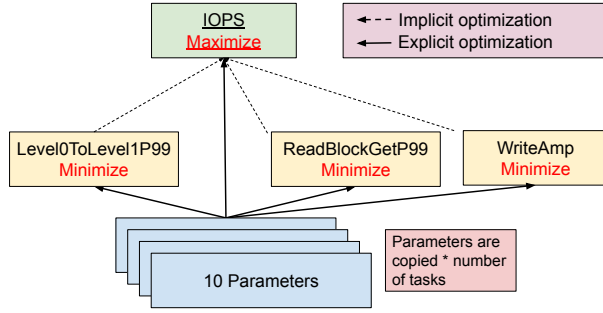 IOPS
Maximize
Implicit optimization
Explicit optimization
Level0ToLevel1P99
Minimize
ReadBlockGetP99
Minimize
WriteAmp
Minimize
10 Parameters
Parameters are
copied * number
of tasks